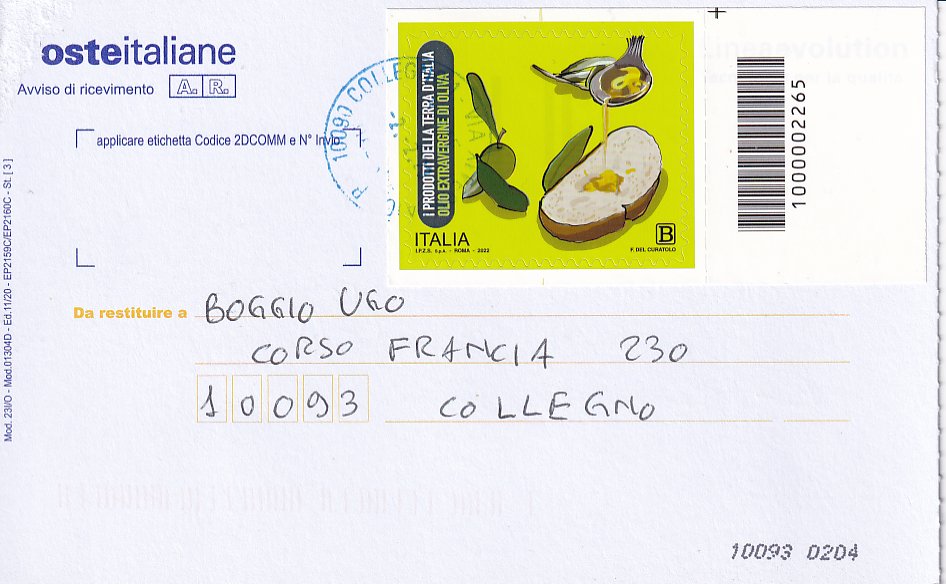 osteitaliane
Avviso di ricevimento A. R.
applicare etichetta Codice 2DCOMM e N° Invio
Mod. 23I/O - Mod.01304D - Ed.11/20 - EP2159C/EP2160C - St. [3]
10090 COLLEG
I PRODOTTI DELLA TERRA D'ITALIA
OLIO EXTRAVERGINE DI OLIVA
ITALIA
B
I.P.Z.S. S.p.A. - ROMA - 2022
F. DEL CURATOLO
1000002265
Da restituire a BOGGIO UGO
CORSO FRANCIA 230
10093 COLLEGNO
10093 0204